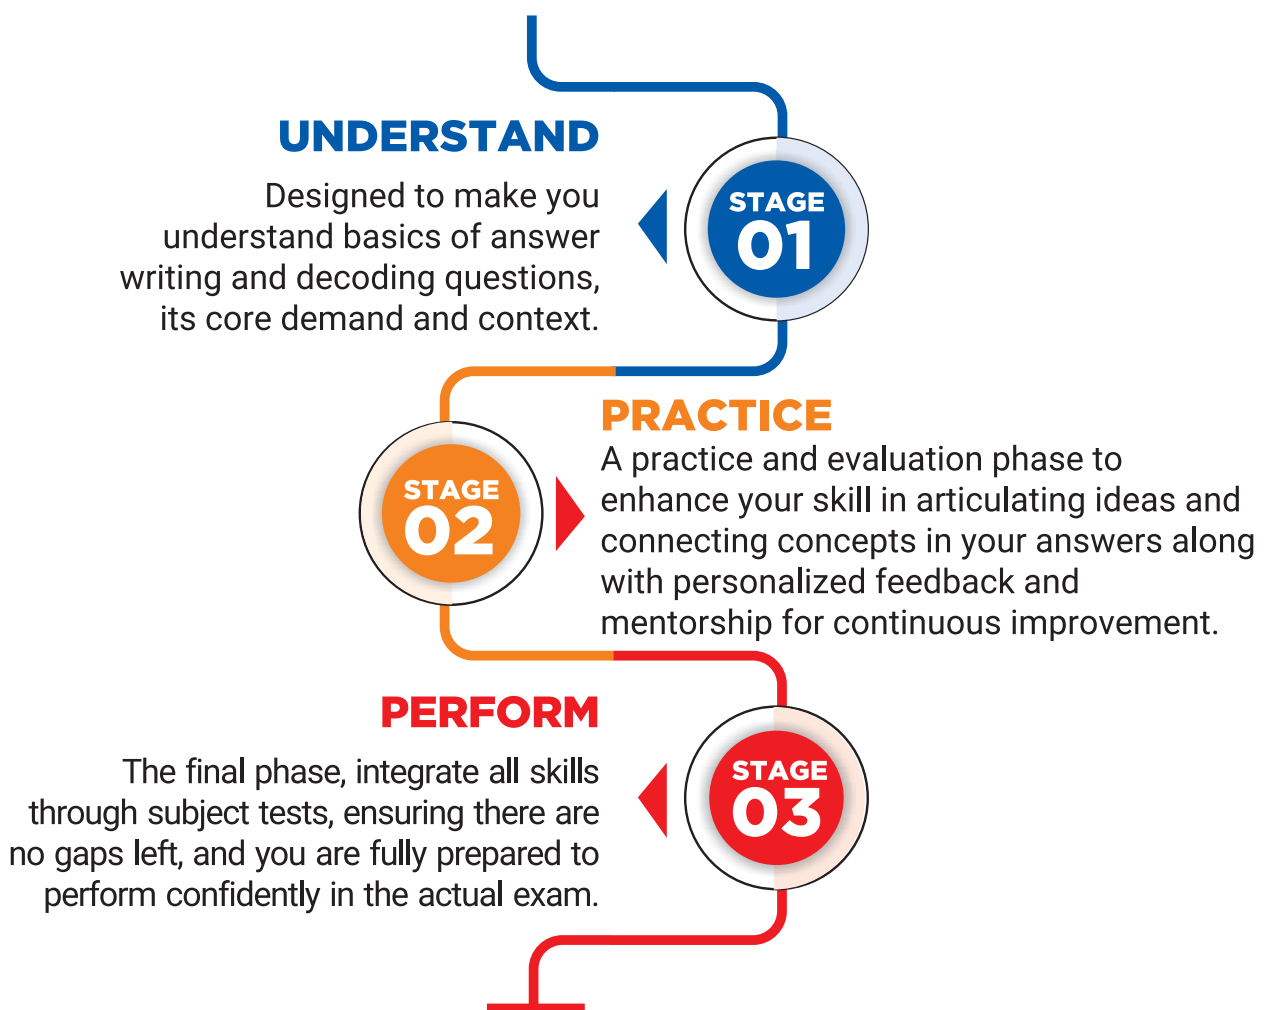 UNDERSTAND
Designed to make you
understand basics of answer
writing and decoding questions,
its core demand and context.
STAGE
01
PRACTICE
A practice and evaluation phase to
enhance your skill in articulating ideas and
connecting concepts in your answers along
with personalized feedback and
mentorship for continuous improvement.
STAGE
02
PERFORM
The final phase, integrate all skills
through subject tests, ensuring there are
no gaps left, and you are fully prepared to
perform confidently in the actual exam.
STAGE
03